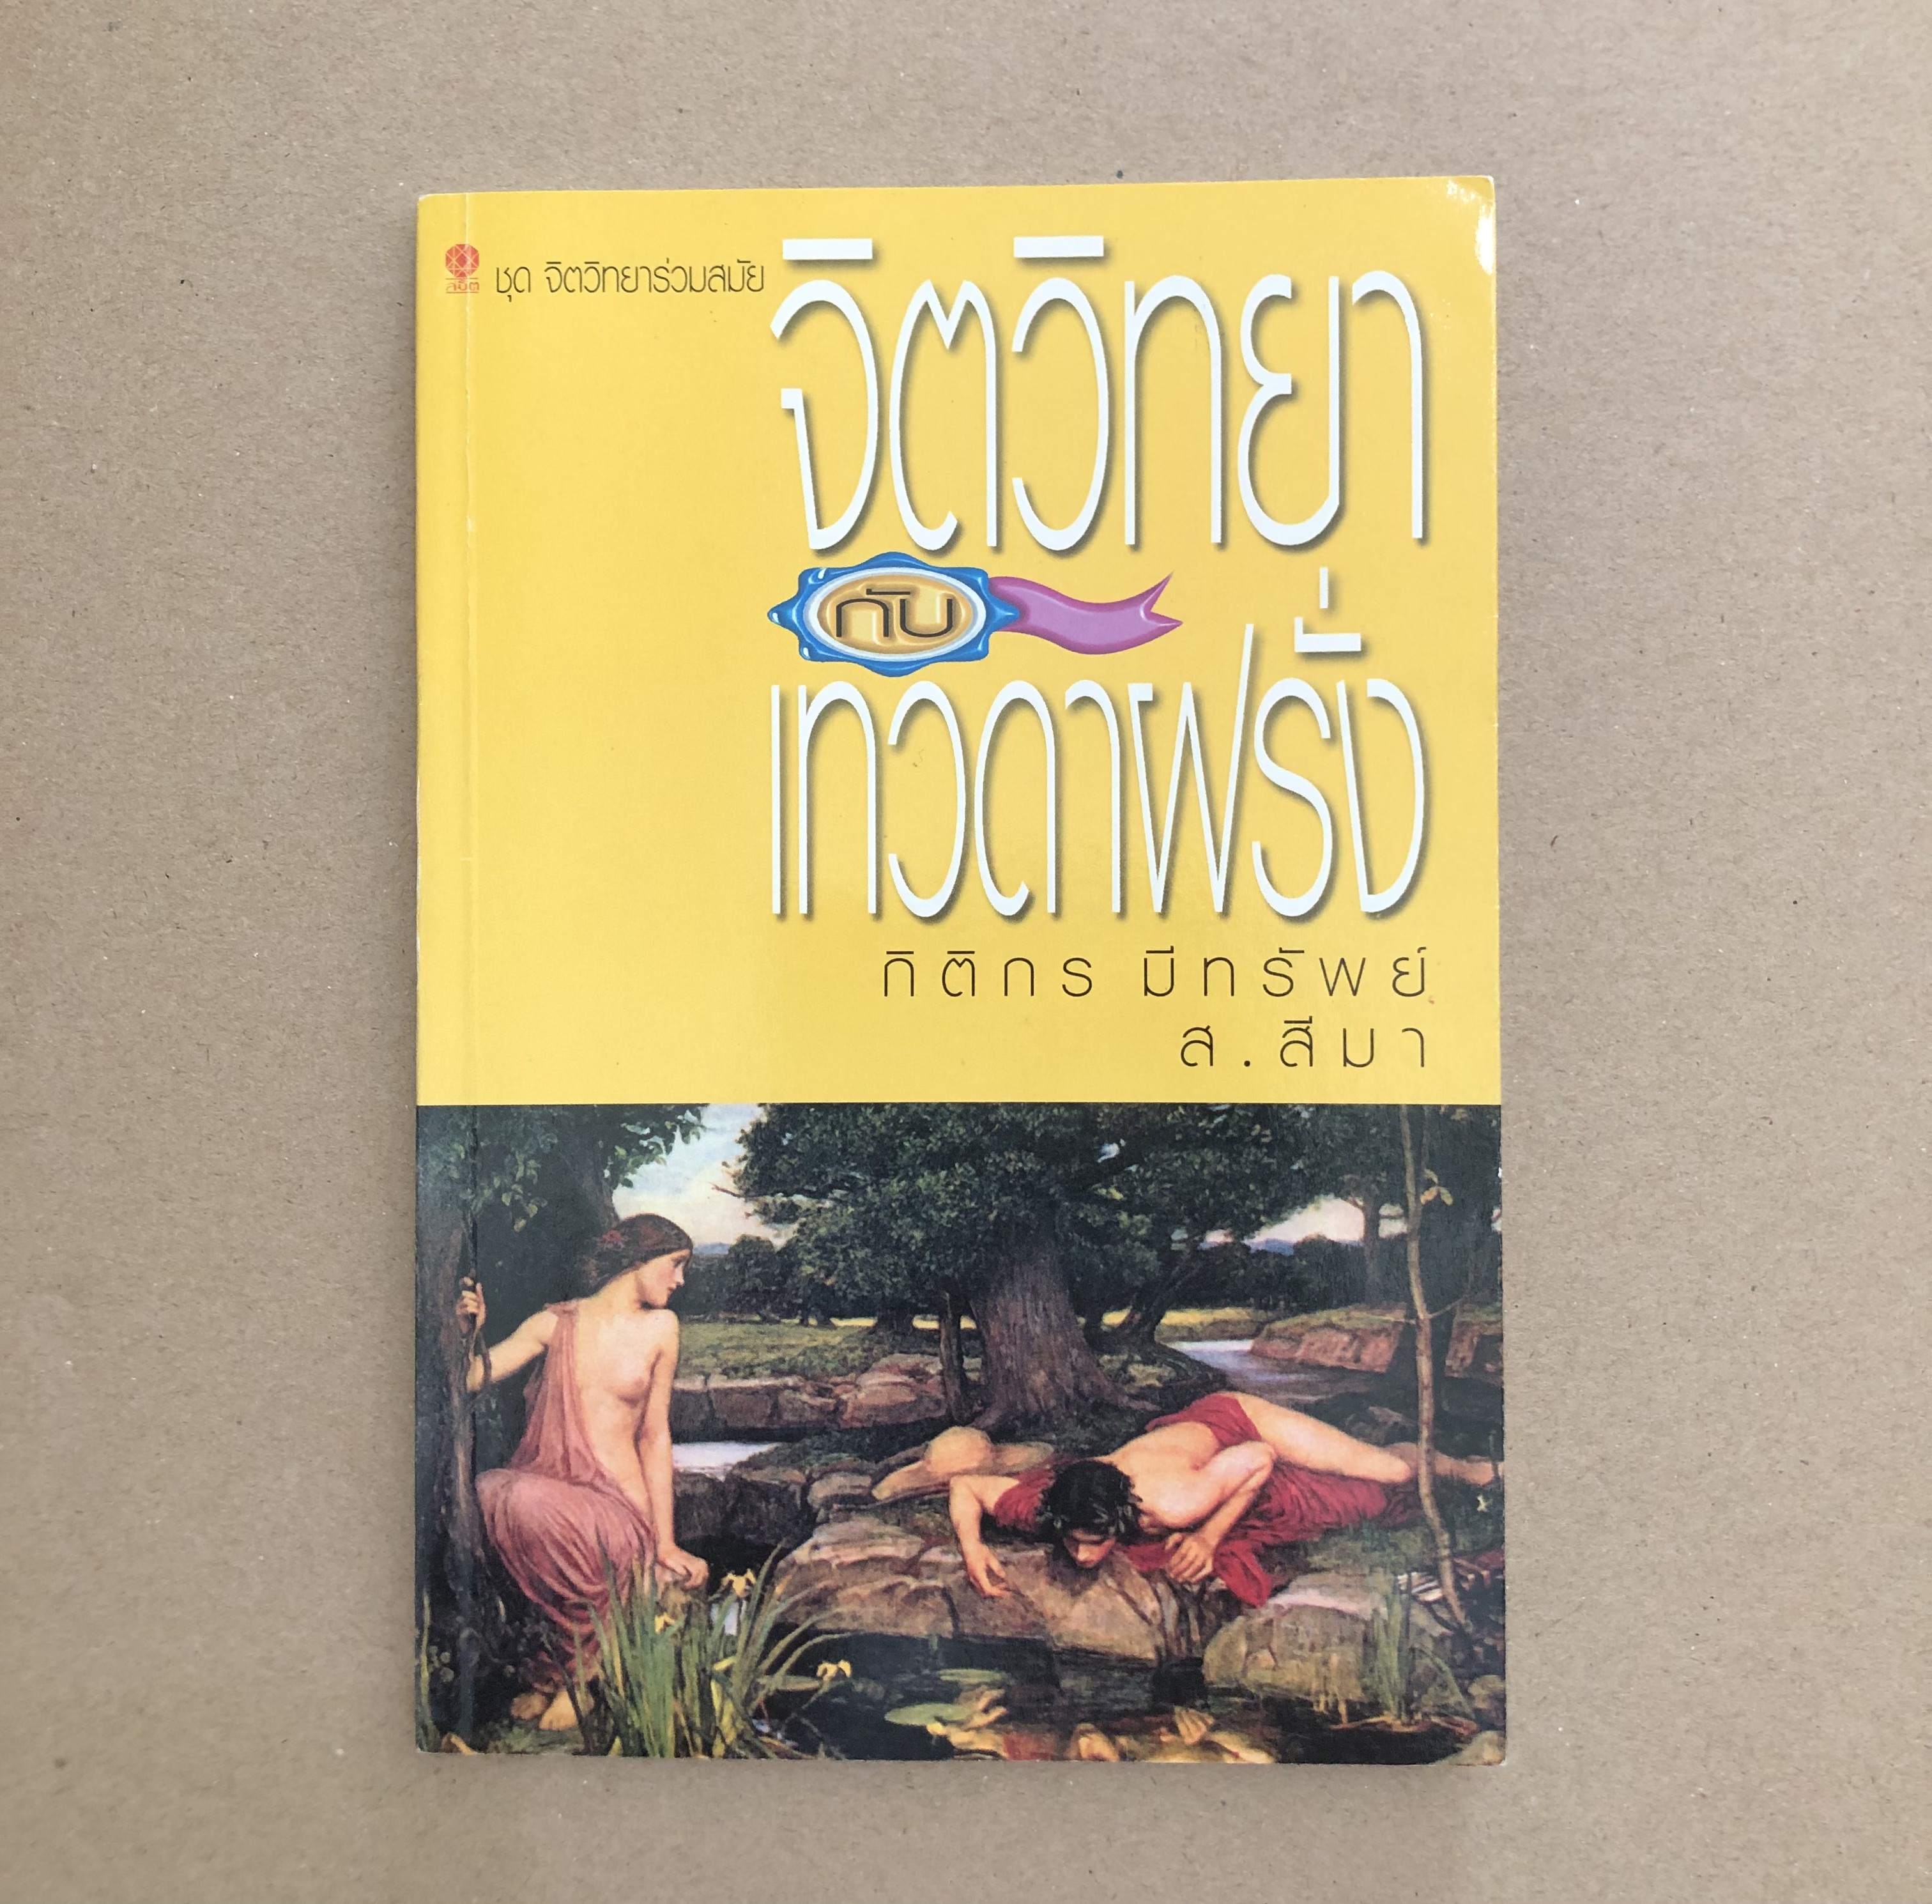 ชุด จิตวิทยาร่วมสมัย
จิตวิทยา
กับ
เทวดาฝรั่ง
กิติกร มีทรัพย์
ส.สีมา